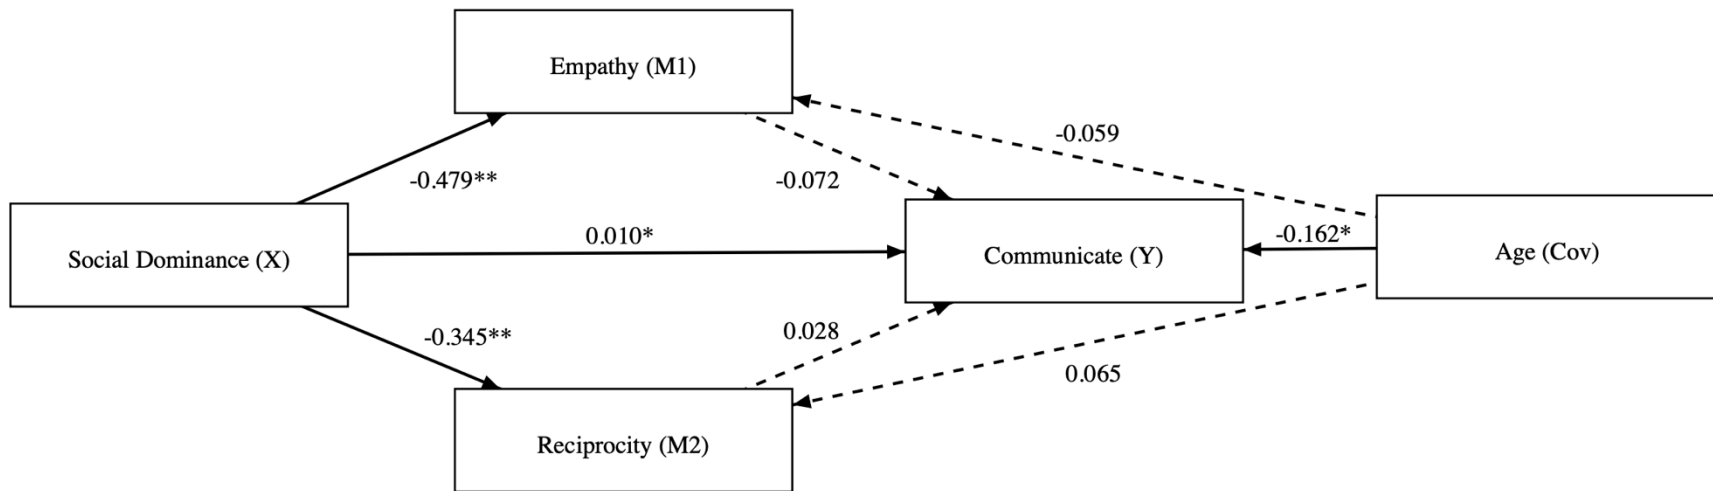 Empathy (M1)
-0.059
-0.479**
-0.072
Social Dominance (X)
0.010*
Communicate (Y)
-0.162*
Age (Cov)
-0.345**
0.028
0.065
Reciprocity (M2)